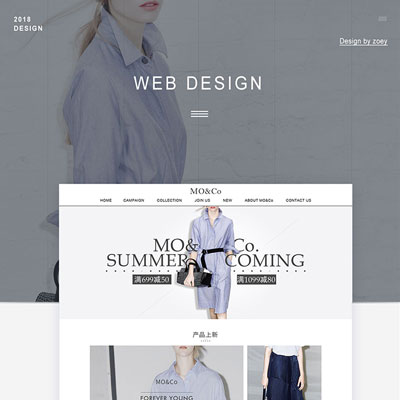 2018
DESIGN
Design by zoey
WEB DESIGN
MO&Co
HOME CAMPAIGN COLLECTION JOIN US NEW ABOUT MO&Co CONTACT US
MO& Co.
SUMMER COMING
满699减50 满1099减80
产品上新
MO&Co
FOREVER YOUNG